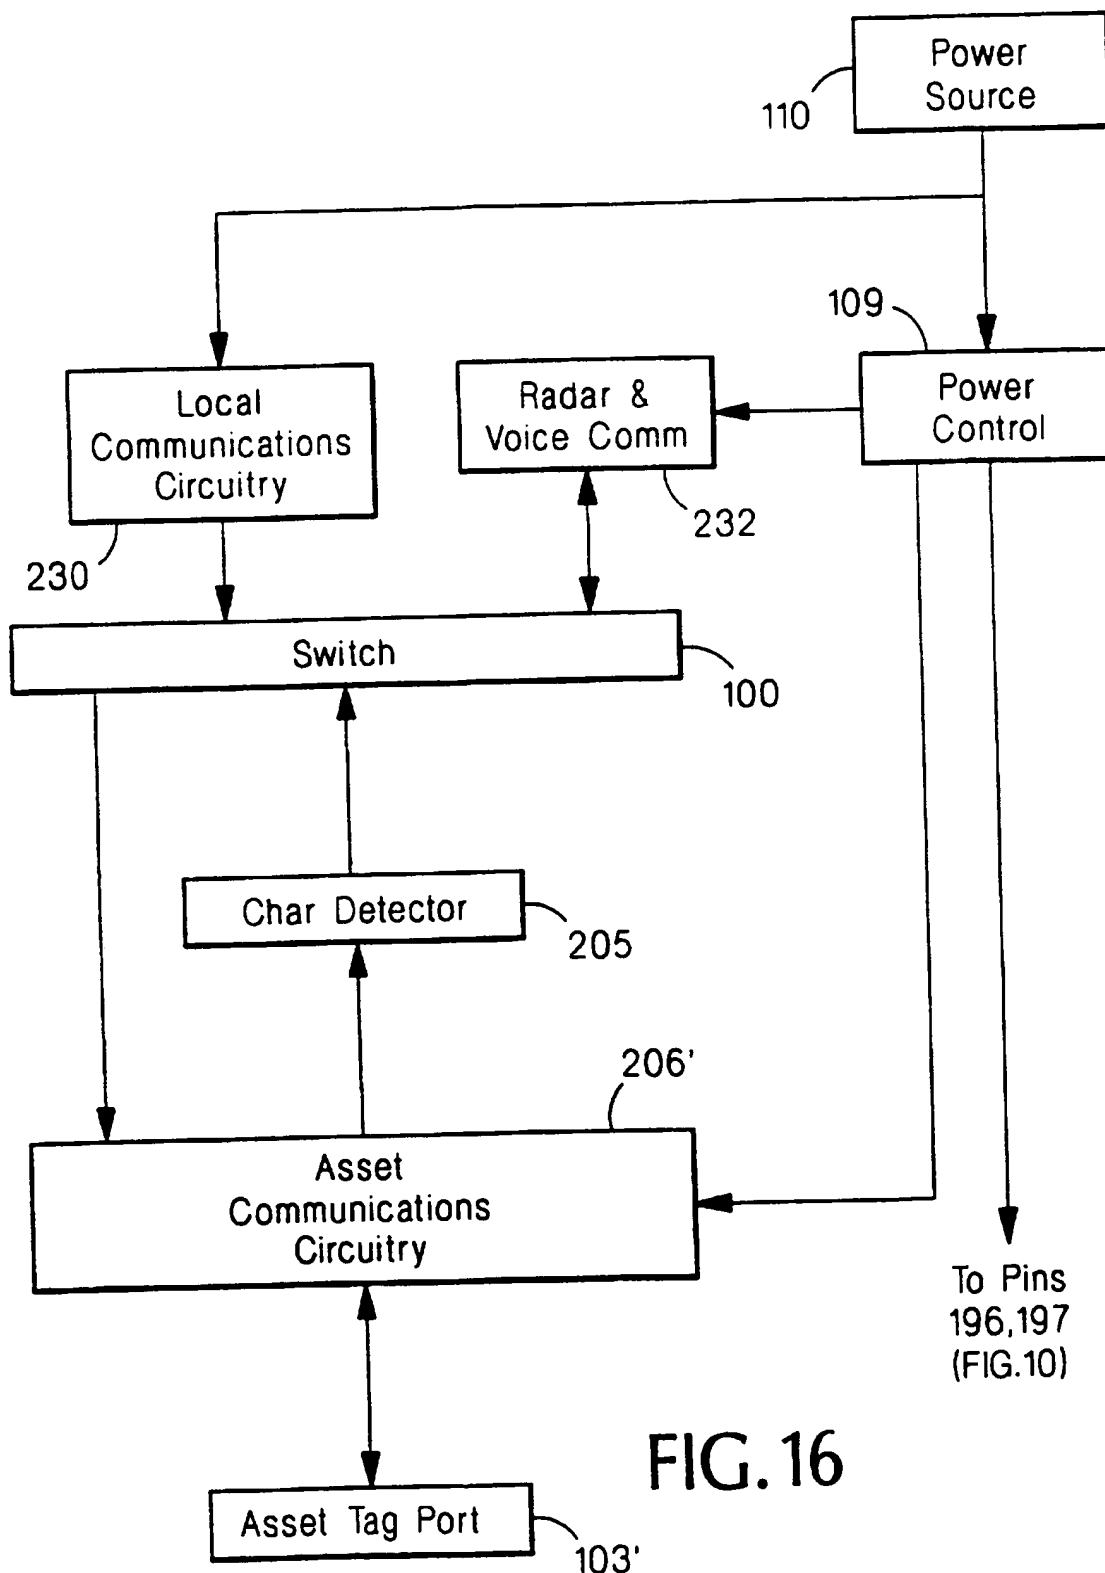 Power
Source
110
109
Power
Control
Local
Communications
Circuitry
230
Radar &
Voice Comm
232
Switch
100
Char Detector
205
206'
Asset
Communications
Circuitry
To Pins
196,197
(FIG.10)
Asset Tag Port
103'
FIG.16